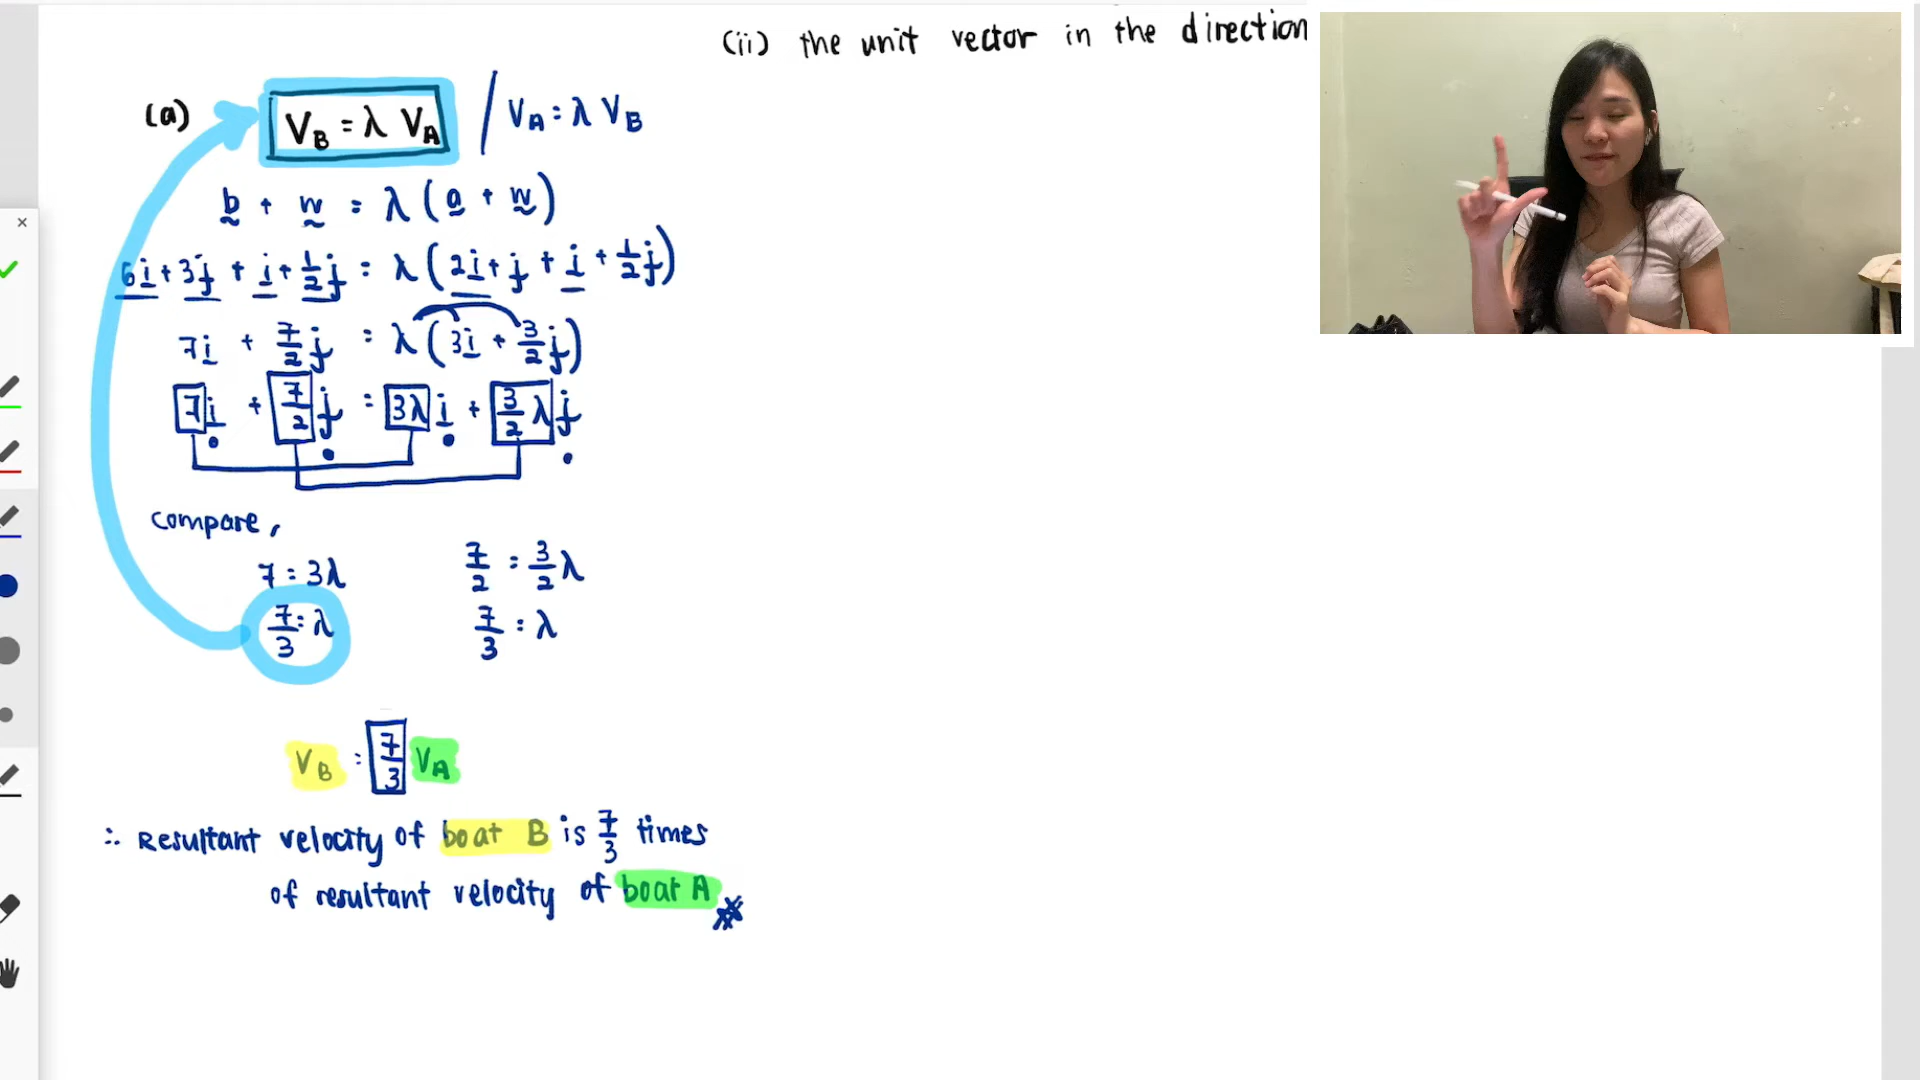 (ii) the unit vector in the direction
(a) V_B = λ V_A / V_A = λ V_B
b + w = λ (a + w)
6i + 3j + i + 1/2 j = λ (2i + j + i + 1/2 j)
7i + 7/2 j = λ (3i + 3/2 j)
7i + 7/2 j = 3λ i + 3/2 λ j
compare,
7 = 3λ 7/2 = 3/2 λ
7/3 = λ 7/3 = λ
V_B = 7/3 V_A
∴ Resultant velocity of boat B is 7/3 times
of resultant velocity of boat A